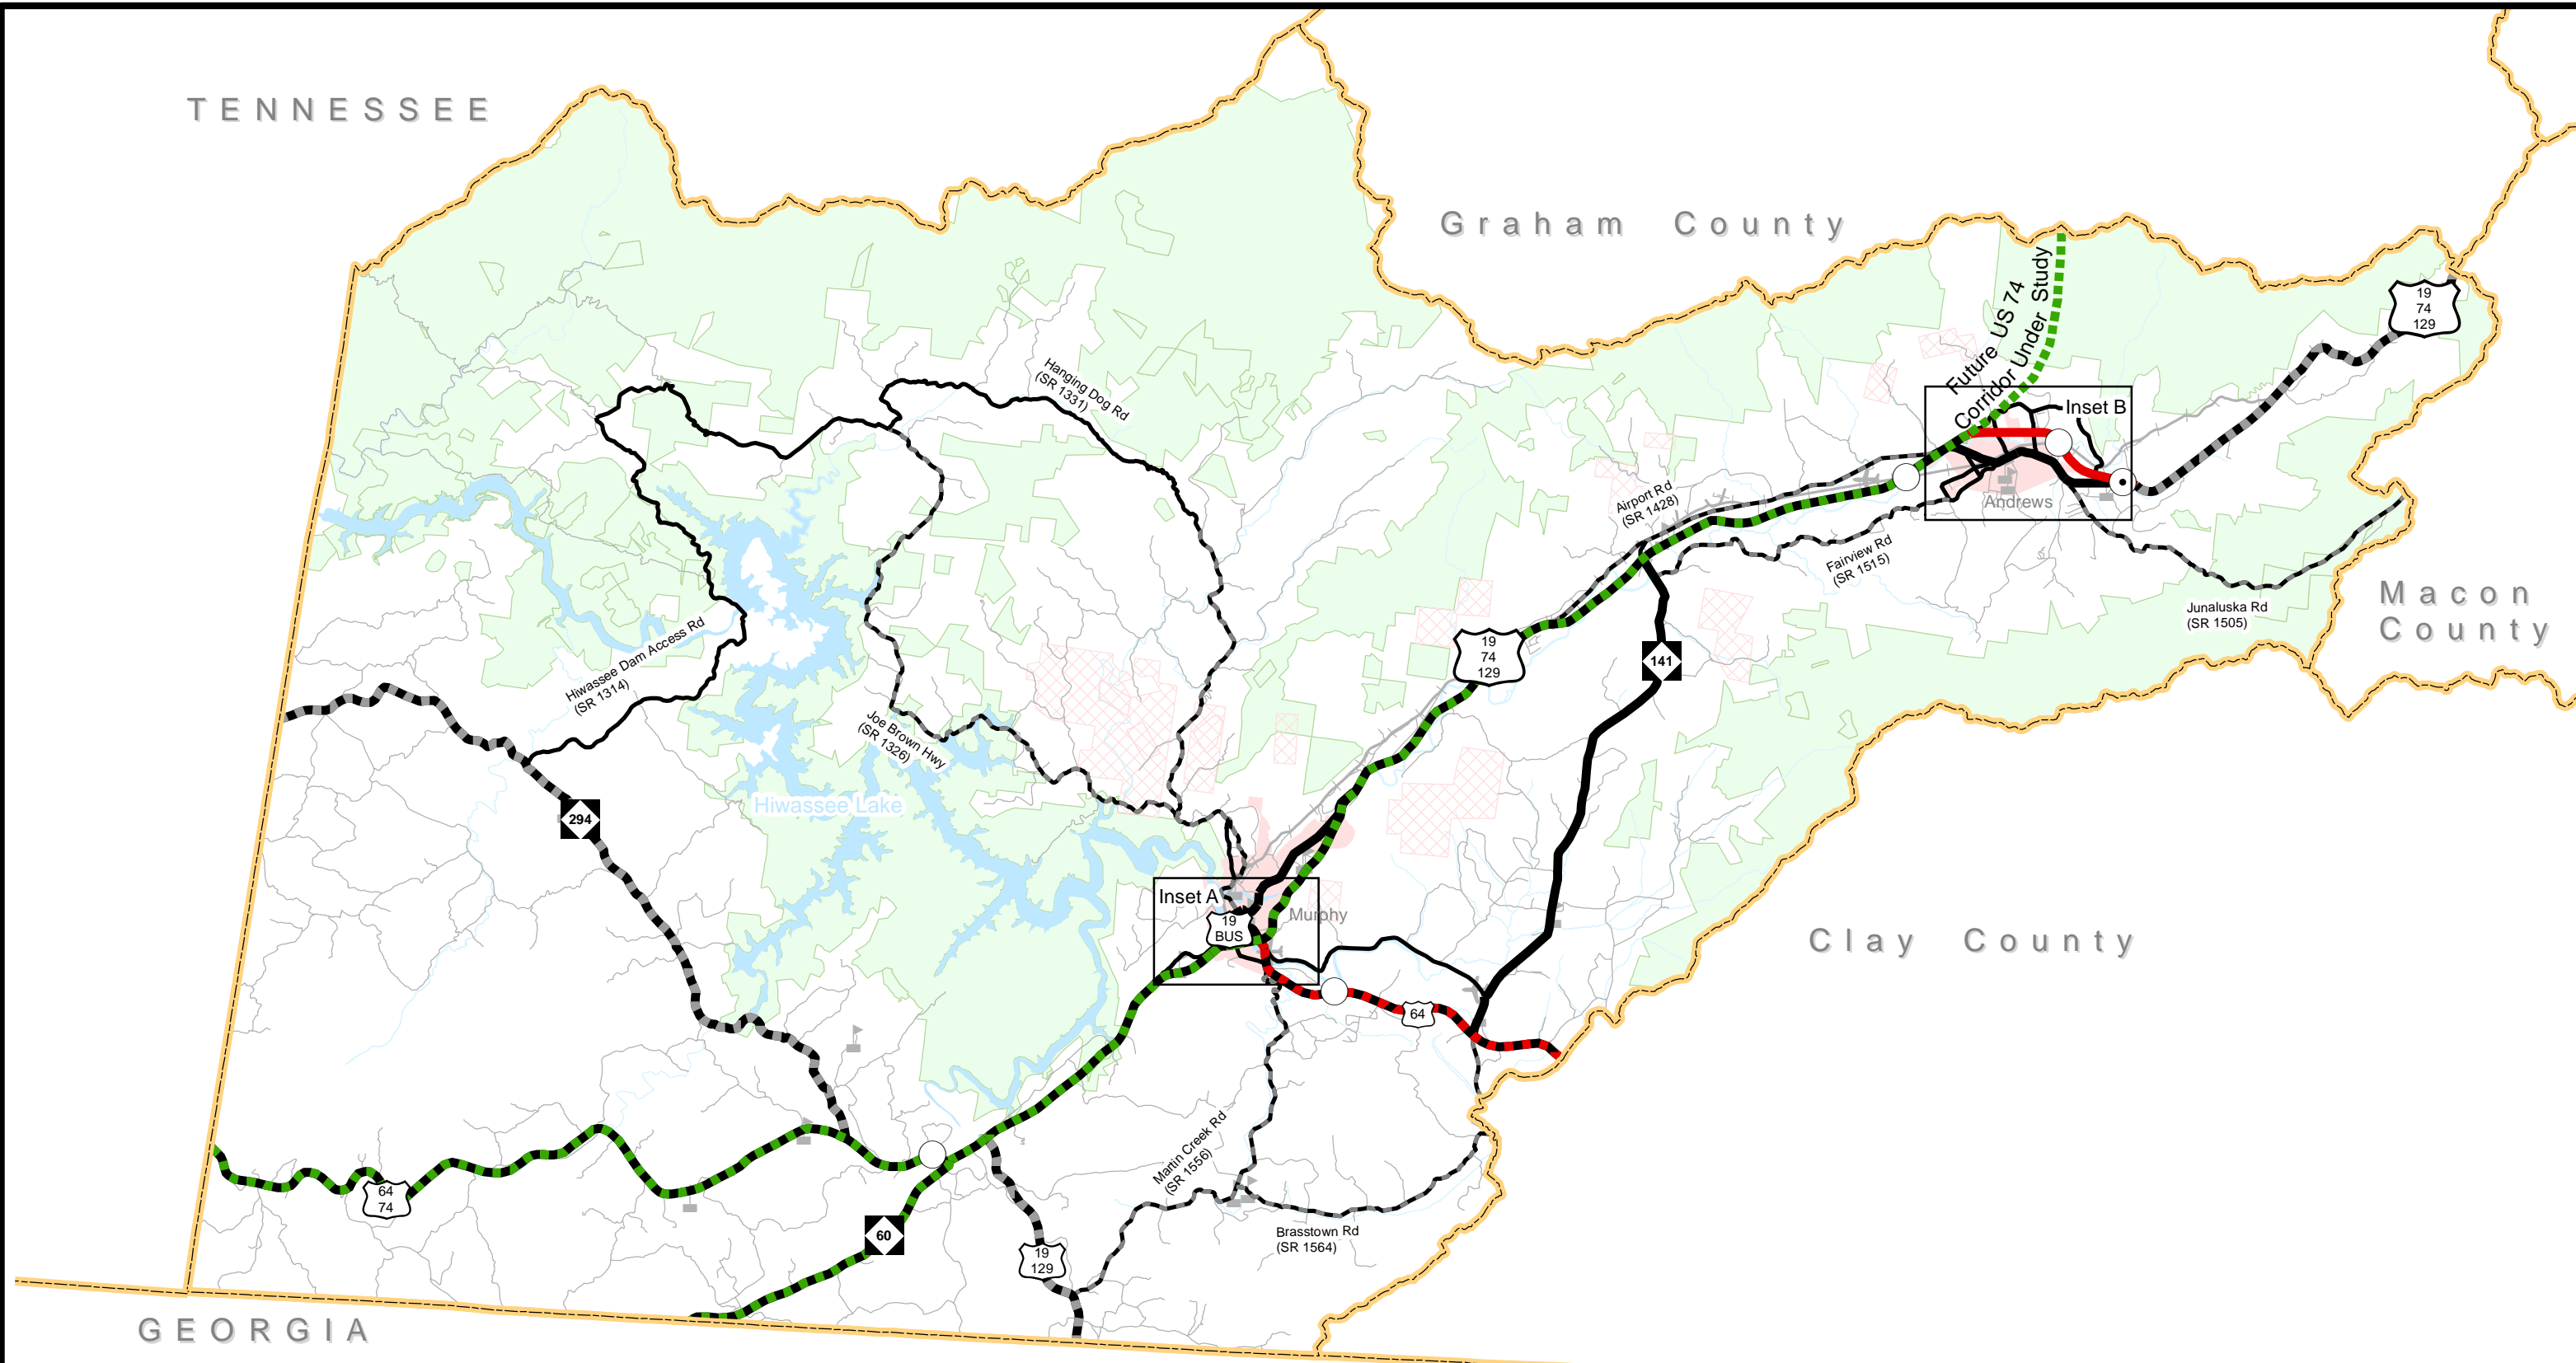 TENNESSEE
Graham County
Future US 74
Corridor Under Study
19
74
129
Inset B
Hanging Dog Rd
(SR 1331)
Airport Rd
(SR 1428)
Andrews
Fairview Rd
(SR 1515)
Macon
County
Junaluska Rd
(SR 1505)
Hiwassee Dam Access Rd
(SR 1314)
19
74
129
141
Joe Brown Hwy
(SR 1326)
Hiwassee Lake
294
Inset A
19
BUS
Murphy
Clay County
64
Martin Creek Rd
(SR 1556)
64
74
60
Brasstown Rd
(SR 1564)
19
129
GEORGIA